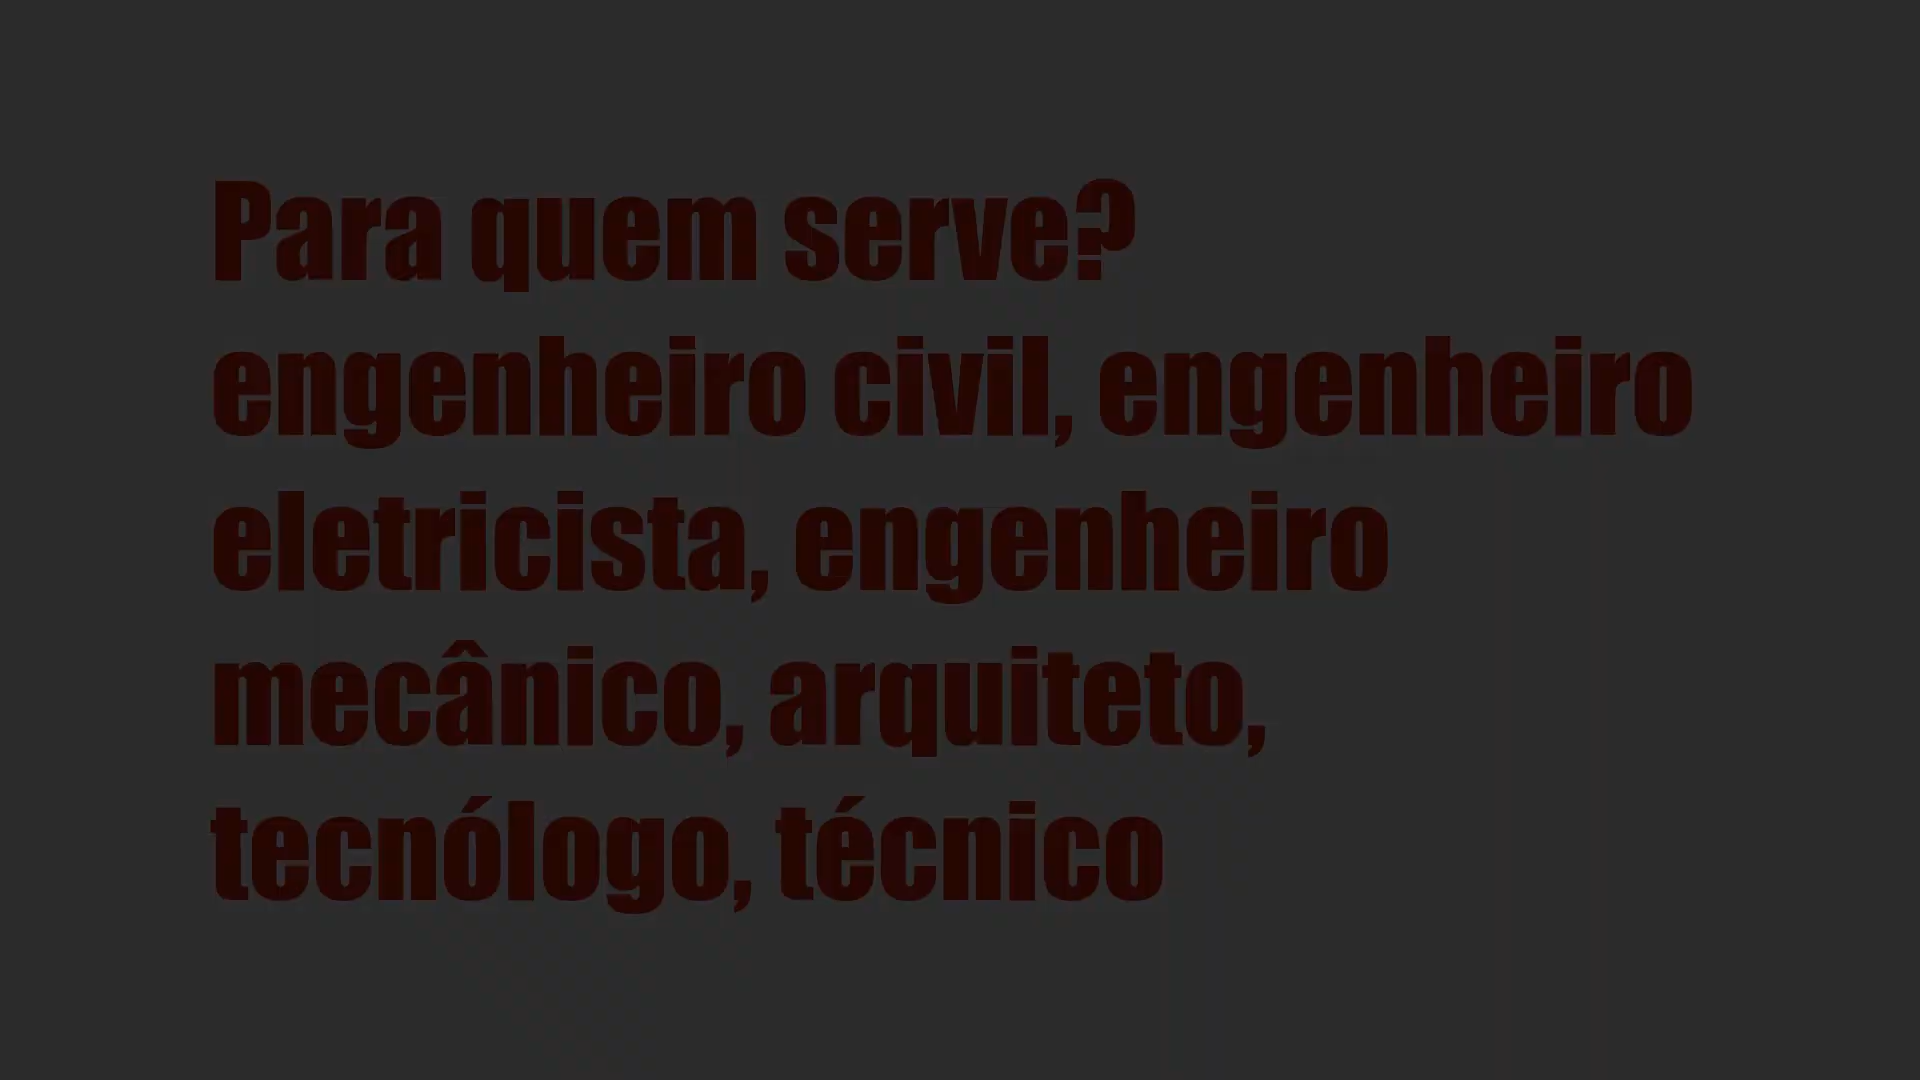 Para quem serve?
engenheiro civil, engenheiro
eletricista, engenheiro
mecânico, arquiteto,
tecnólogo, técnico